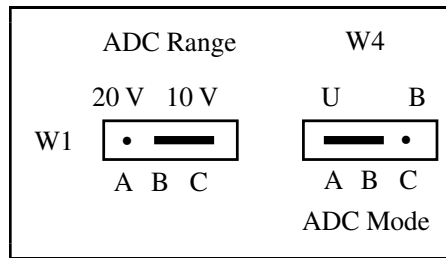 ADC Range W4
20 V 10 V U B
W1
A B C A B C
ADC Mode